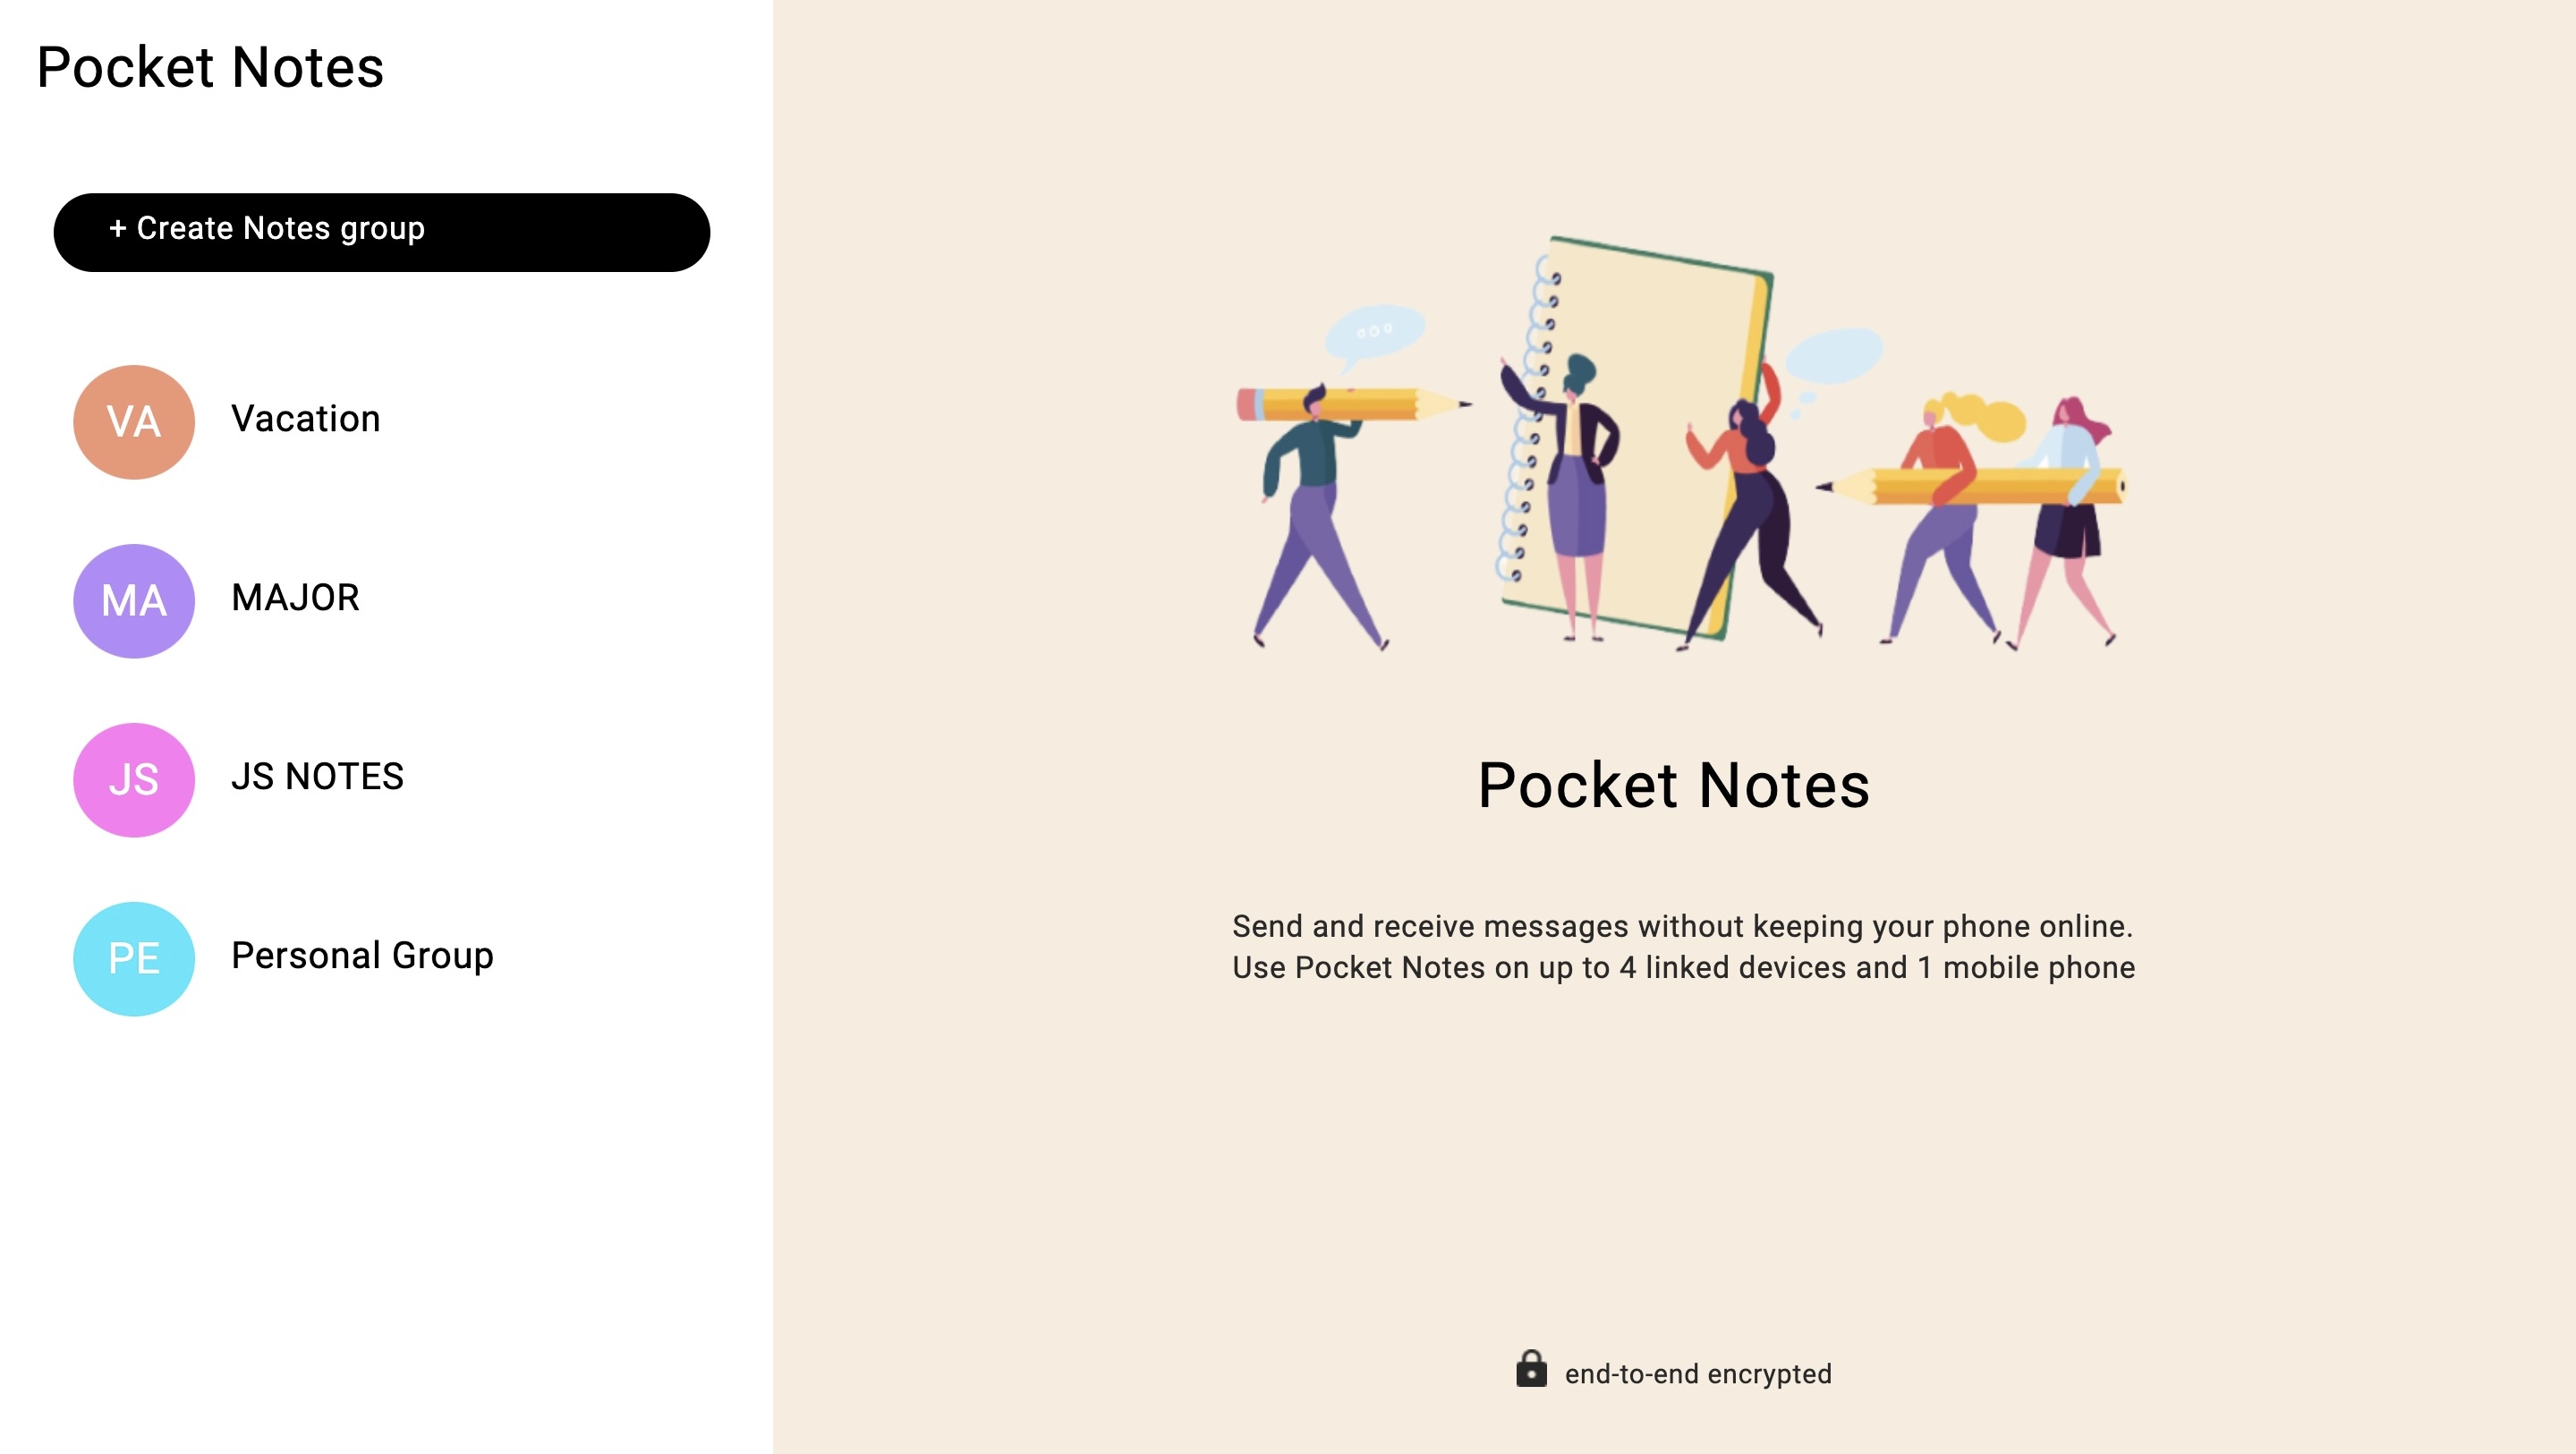 Pocket Notes
+ Create Notes group
VA Vacation
MA MAJOR
JS JS NOTES
PE Personal Group
Pocket Notes
Send and receive messages without keeping your phone online.
Use Pocket Notes on up to 4 linked devices and 1 mobile phone
end-to-end encrypted